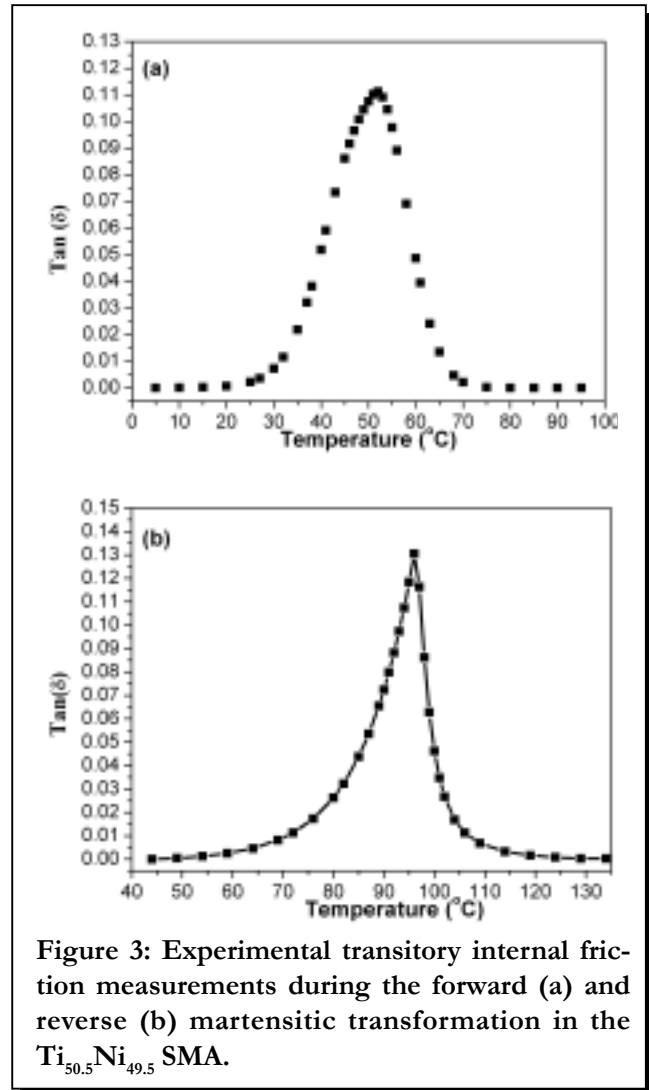 (a)
0.13
0.12
0.11
0.10
0.09
0.08
0.07
0.06
0.05
0.04
0.03
0.02
0.01
0.00
Tan (δ)
0 10 20 30 40 50 60 70 80 90 100
Temperature (°C)
(b)
0.15
0.14
0.13
0.12
0.11
0.10
0.09
0.08
0.07
0.06
0.05
0.04
0.03
0.02
0.01
0.00
Tan(δ)
40 50 60 70 80 90 100 110 120 130
Temperature (°C)
Figure 3: Experimental transitory internal fric-
tion measurements during the forward (a) and
reverse (b) martensitic transformation in the
Ti₅₀.₅Ni₄₉.₅ SMA.